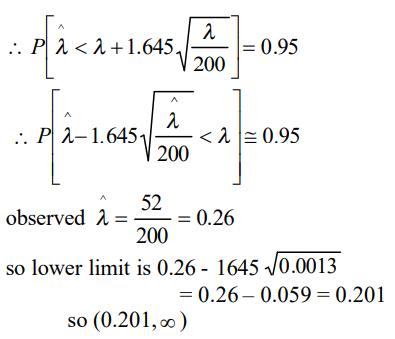 ∴ P[λ̂ < λ + 1.645√(λ/200)] = 0.95
∴ P[λ̂ − 1.645√(λ̂/200) < λ] ≅ 0.95
observed λ̂ = 52/200 = 0.26
so lower limit is 0.26 - 1645 √0.0013
= 0.26 – 0.059 = 0.201
so (0.201, ∞)